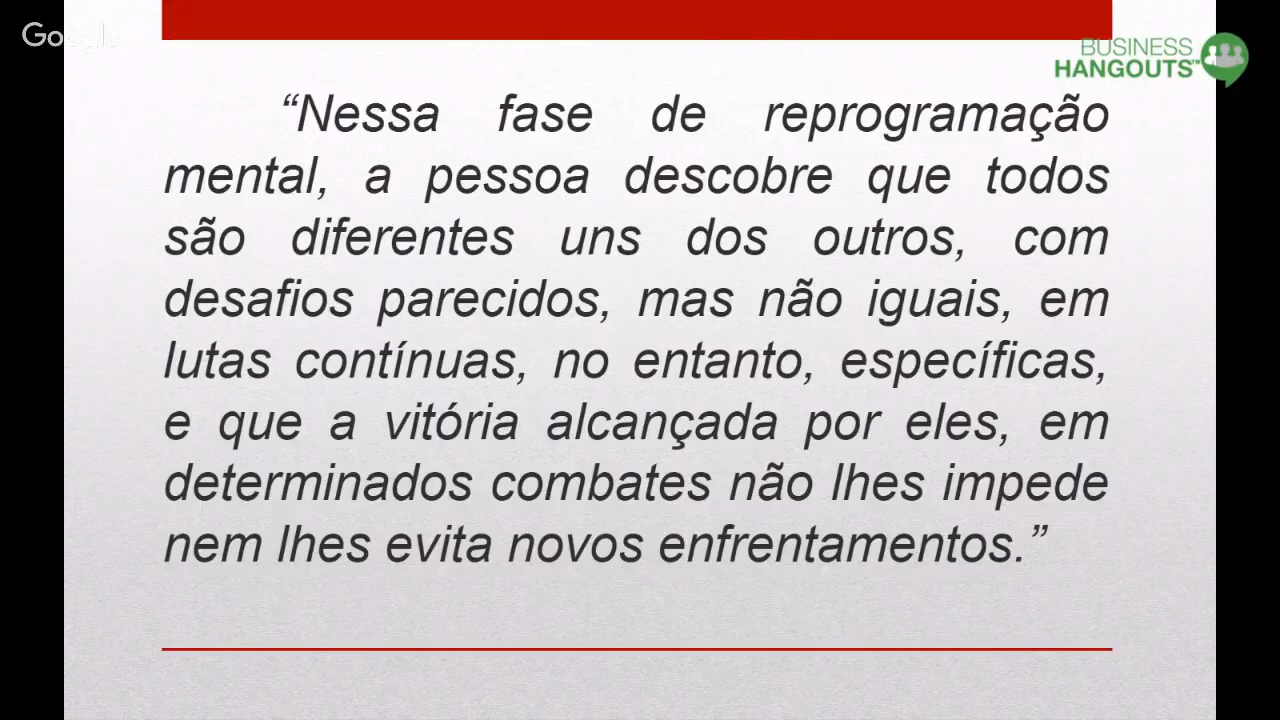 Google
BUSINESS
HANGOUTS™
“Nessa fase de reprogramação
mental, a pessoa descobre que todos
são diferentes uns dos outros, com
desafios parecidos, mas não iguais, em
lutas contínuas, no entanto, específicas,
e que a vitória alcançada por eles, em
determinados combates não lhes impede
nem lhes evita novos enfrentamentos.”